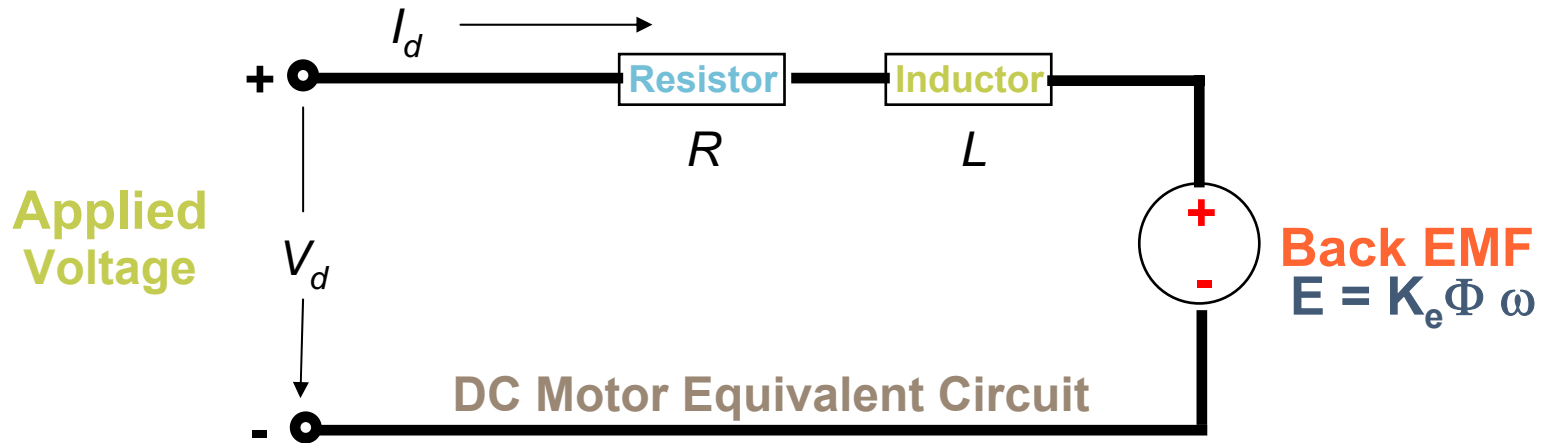 I_d
+
Resistor
Inductor
R
L
Applied
Voltage
V_d
+
-
Back EMF
E = K_eΦ ω
DC Motor Equivalent Circuit
-